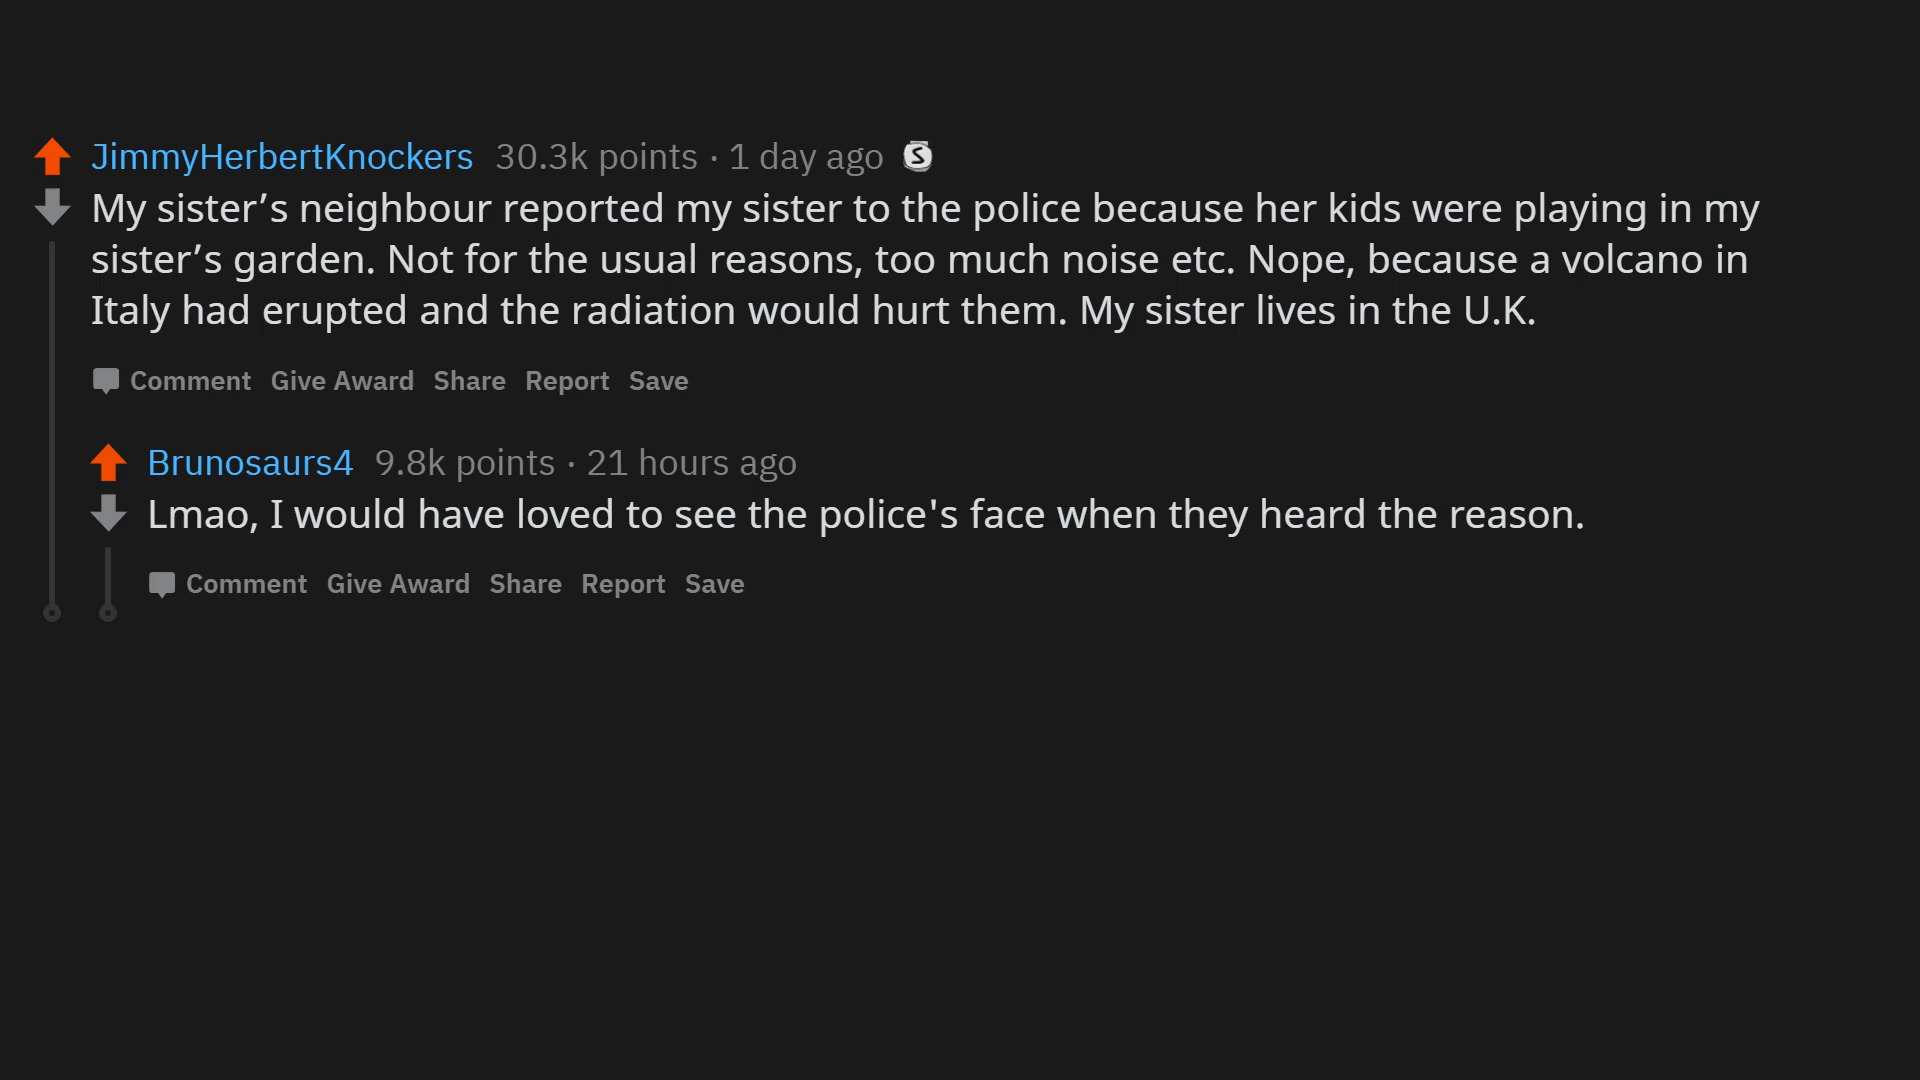 JimmyHerbertKnockers 30.3k points · 1 day ago S
My sister’s neighbour reported my sister to the police because her kids were playing in my
sister’s garden. Not for the usual reasons, too much noise etc. Nope, because a volcano in
Italy had erupted and the radiation would hurt them. My sister lives in the U.K.
Comment Give Award Share Report Save
Brunosaurs4 9.8k points · 21 hours ago
Lmao, I would have loved to see the police's face when they heard the reason.
Comment Give Award Share Report Save